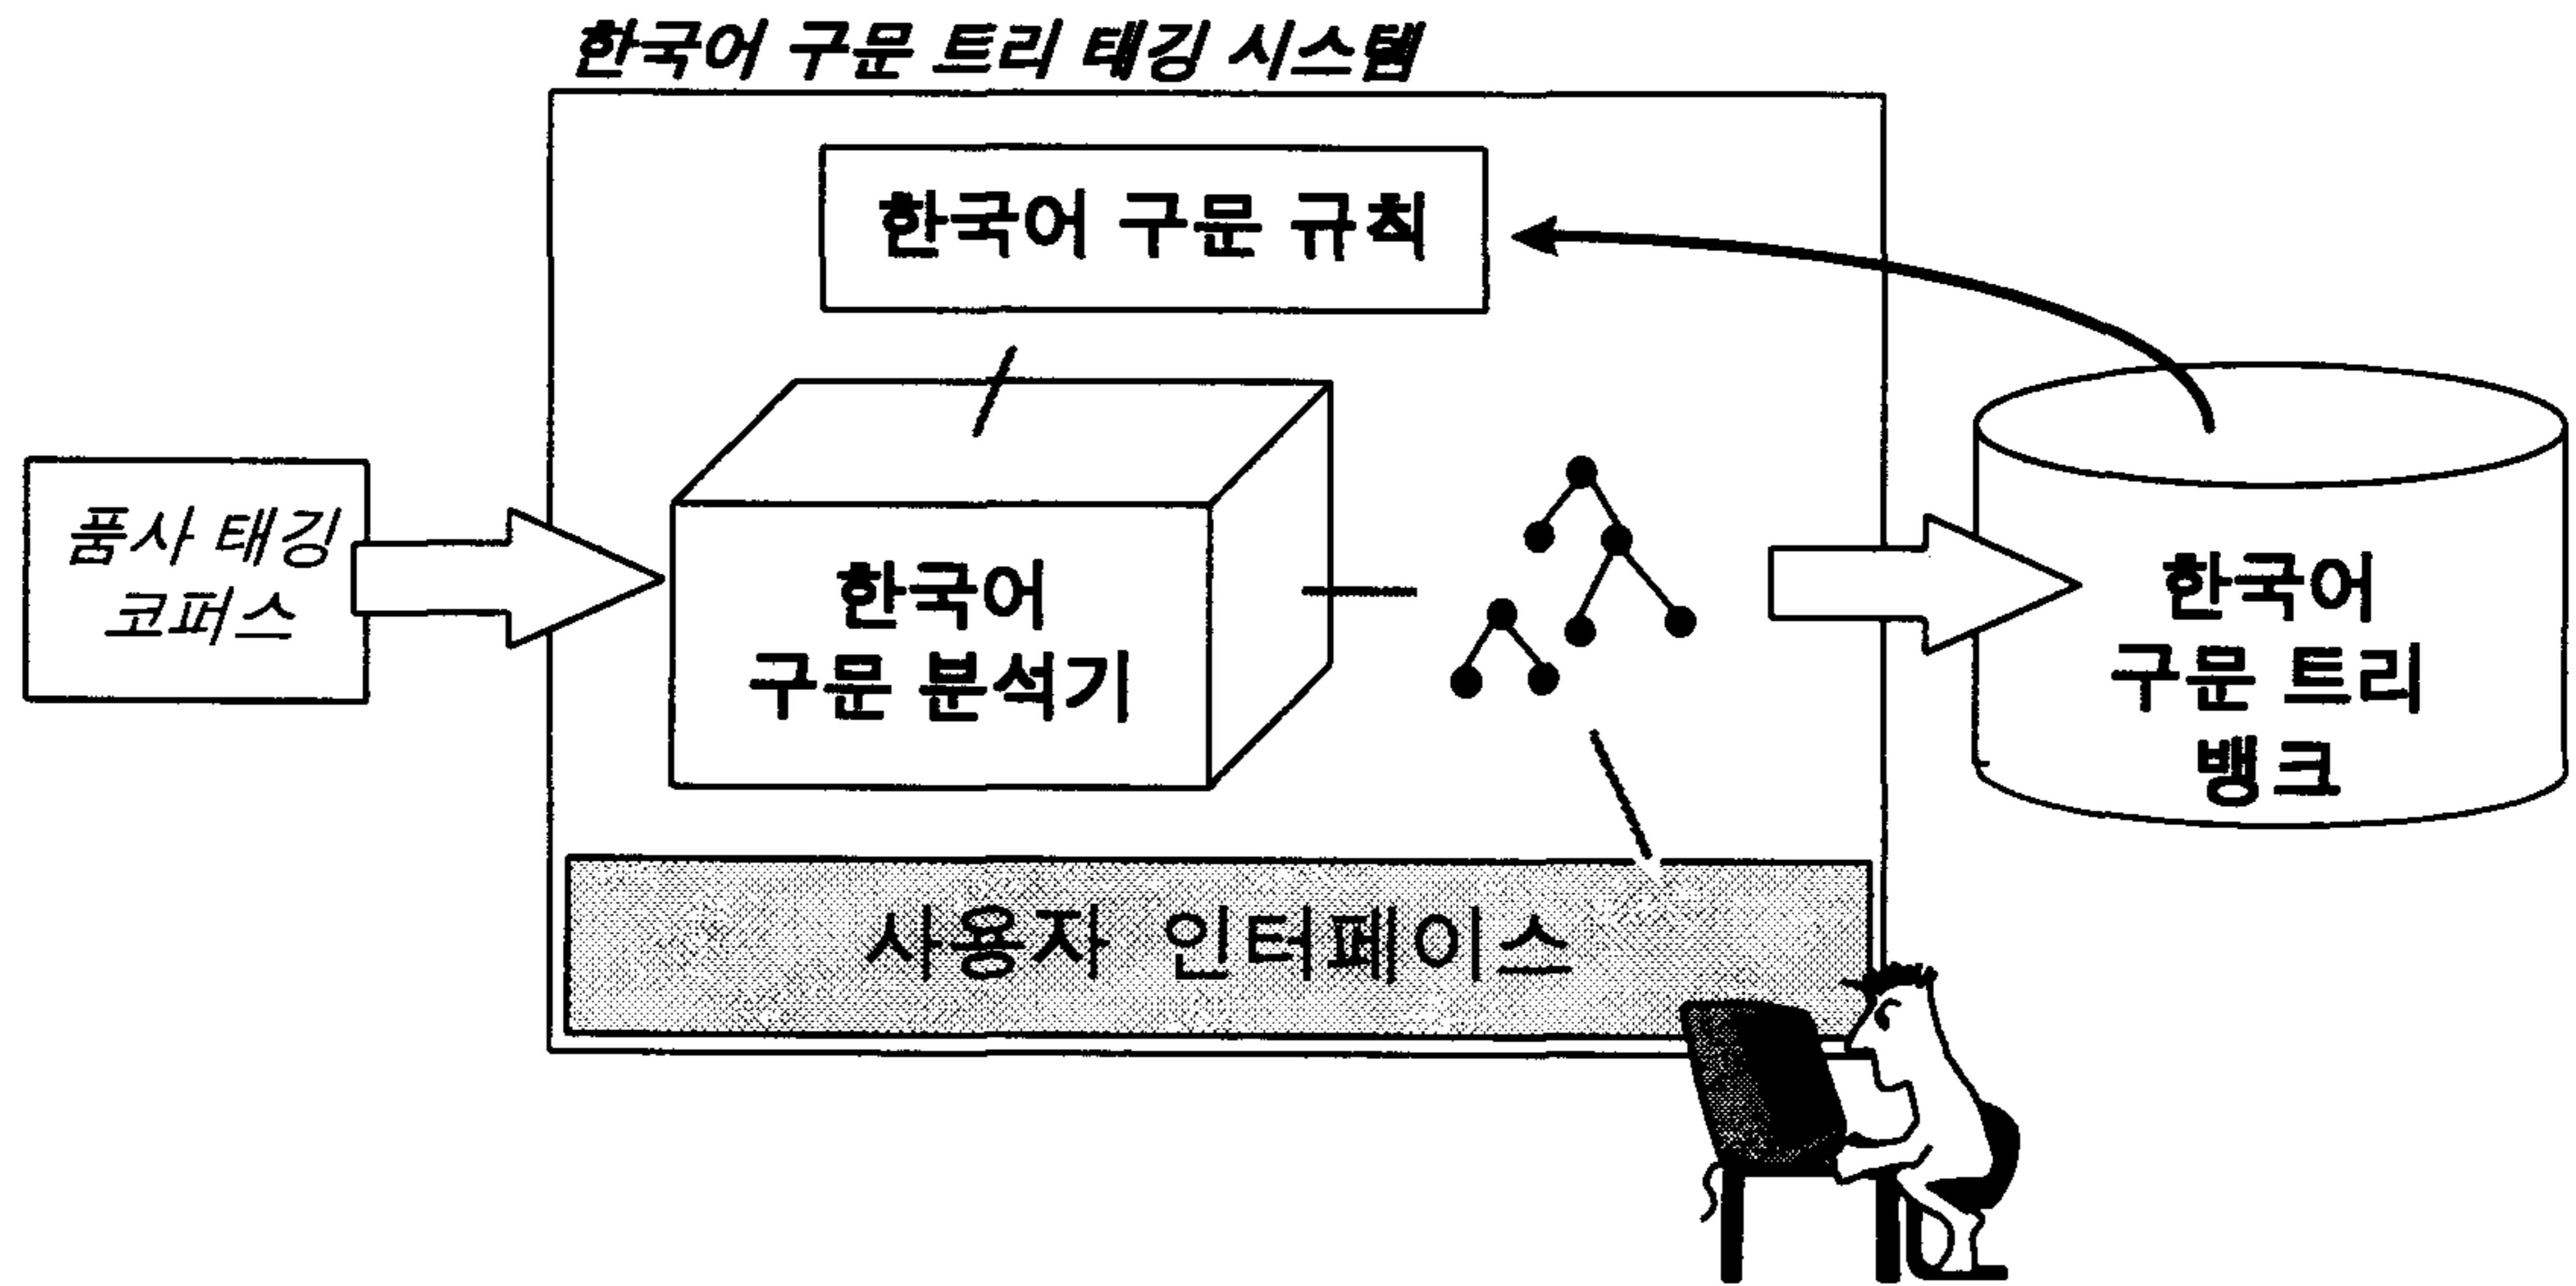 한국어 구문 트리 태깅 시스템
한국어 구문 규칙
품사 태깅
코퍼스
한국어
구문 분석기
한국어
구문 트리
뱅크
사용자 인터페이스